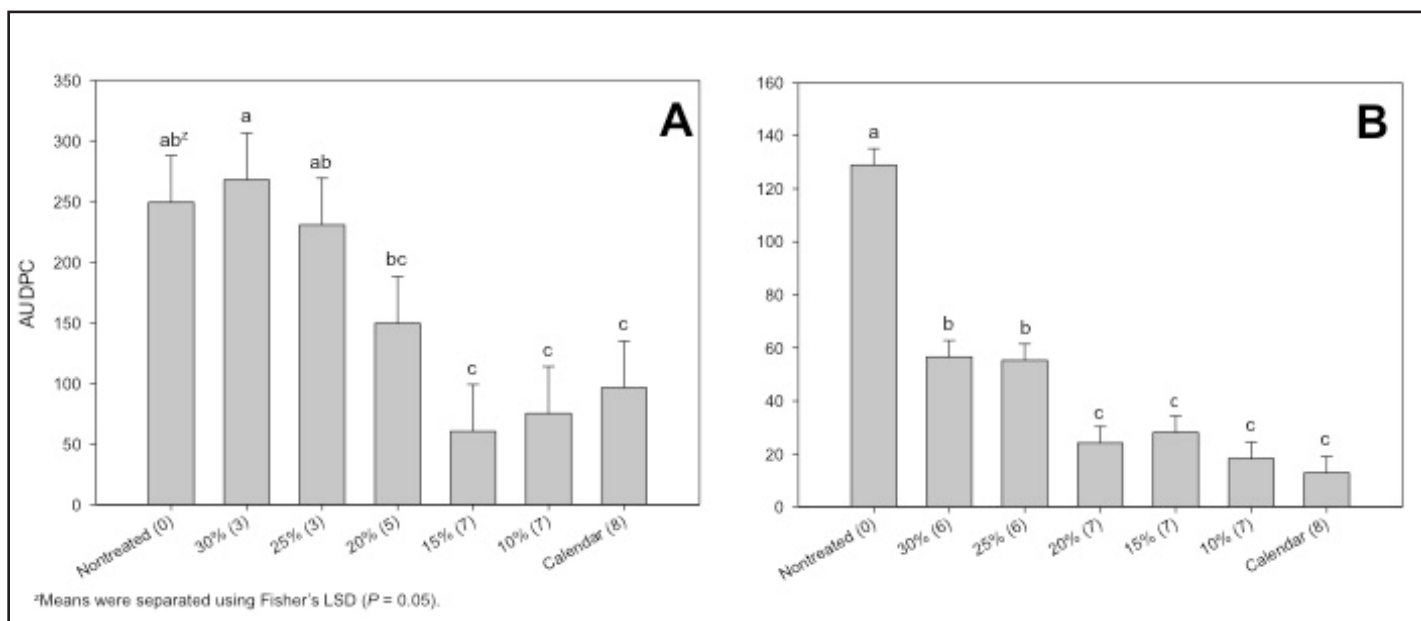 A
350
300
250
200
150
100
50
0
AUDPC
abᶻ
a
ab
bc
c
c
c
Nontreated (0)
30% (3)
25% (3)
20% (5)
15% (7)
10% (7)
Calendar (8)
B
160
140
120
100
80
60
40
20
0
a
b
b
c
c
c
c
Nontreated (0)
30% (6)
25% (6)
20% (7)
15% (7)
10% (7)
Calendar (8)
ᶻMeans were separated using Fisher's LSD (P = 0.05).